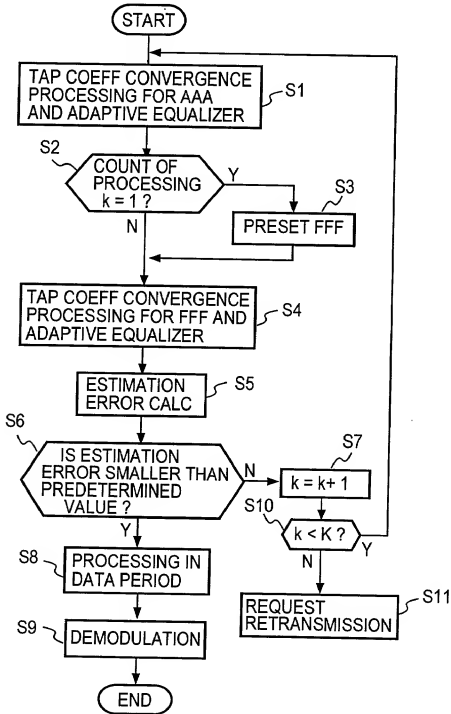 START
TAP COEFF CONVERGENCE
PROCESSING FOR AAA
AND ADAPTIVE EQUALIZER
S1
S2
COUNT OF
PROCESSING
k = 1 ?
Y
N
S3
PRESET FFF
TAP COEFF CONVERGENCE
PROCESSING FOR FFF AND
ADAPTIVE EQUALIZER
S4
ESTIMATION
ERROR CALC
S5
S6
IS ESTIMATION
ERROR SMALLER THAN
PREDETERMINED
VALUE ?
N
Y
S7
k = k + 1
S10
k < K ?
Y
N
S8
PROCESSING IN
DATA PERIOD
REQUEST
RETRANSMISSION
S11
S9
DEMODULATION
END